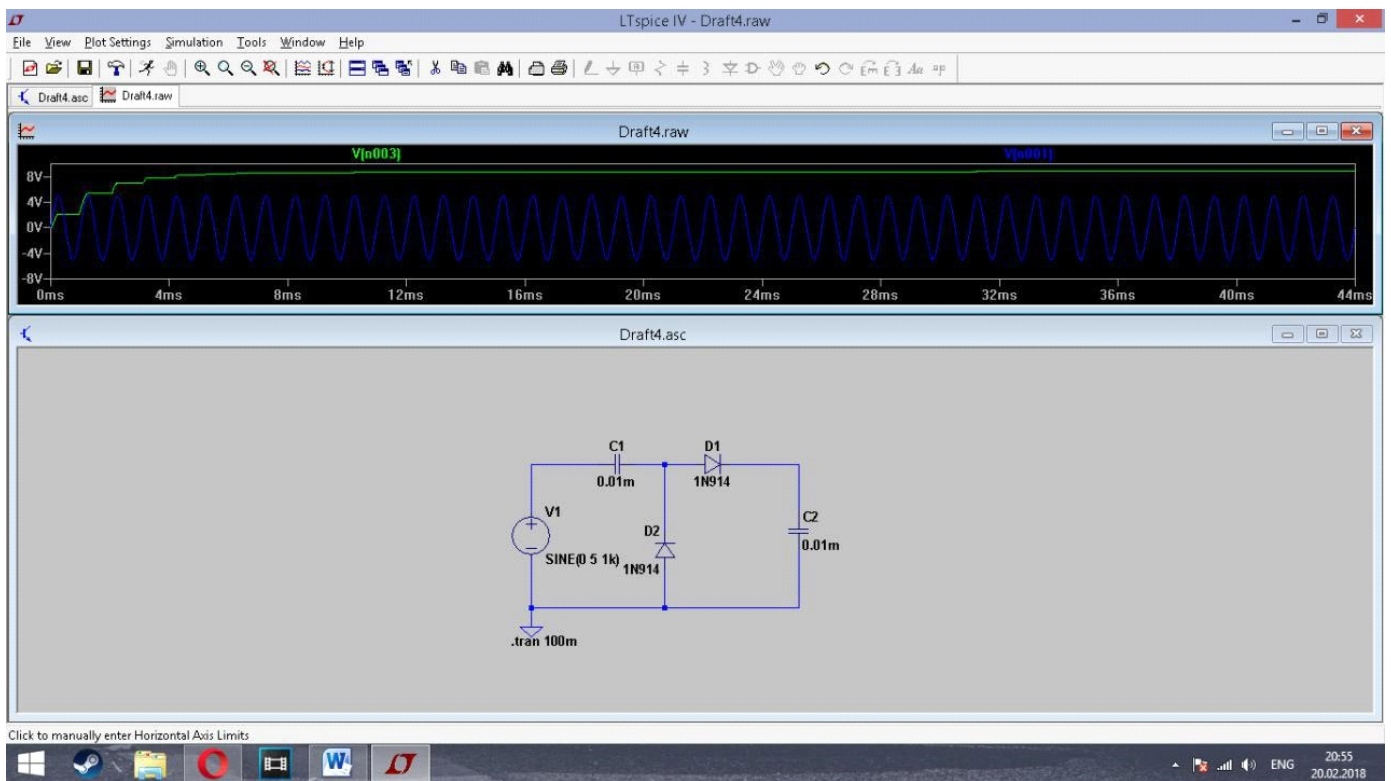 LTspice IV - Draft4.raw
File View Plot Settings Simulation Tools Window Help
Draft4.asc Draft4.raw
Draft4.raw
V(n003) V(n001)
8V
4V
0V
-4V
-8V
0ms 4ms 8ms 12ms 16ms 20ms 24ms 28ms 32ms 36ms 40ms 44ms
Draft4.asc
C1 D1
0.01m 1N914
V1
SINE(0 5 1k)
D2
1N914
C2
0.01m
.tran 100m
Click to manually enter Horizontal Axis Limits
ENG
20:55
20.02.2018